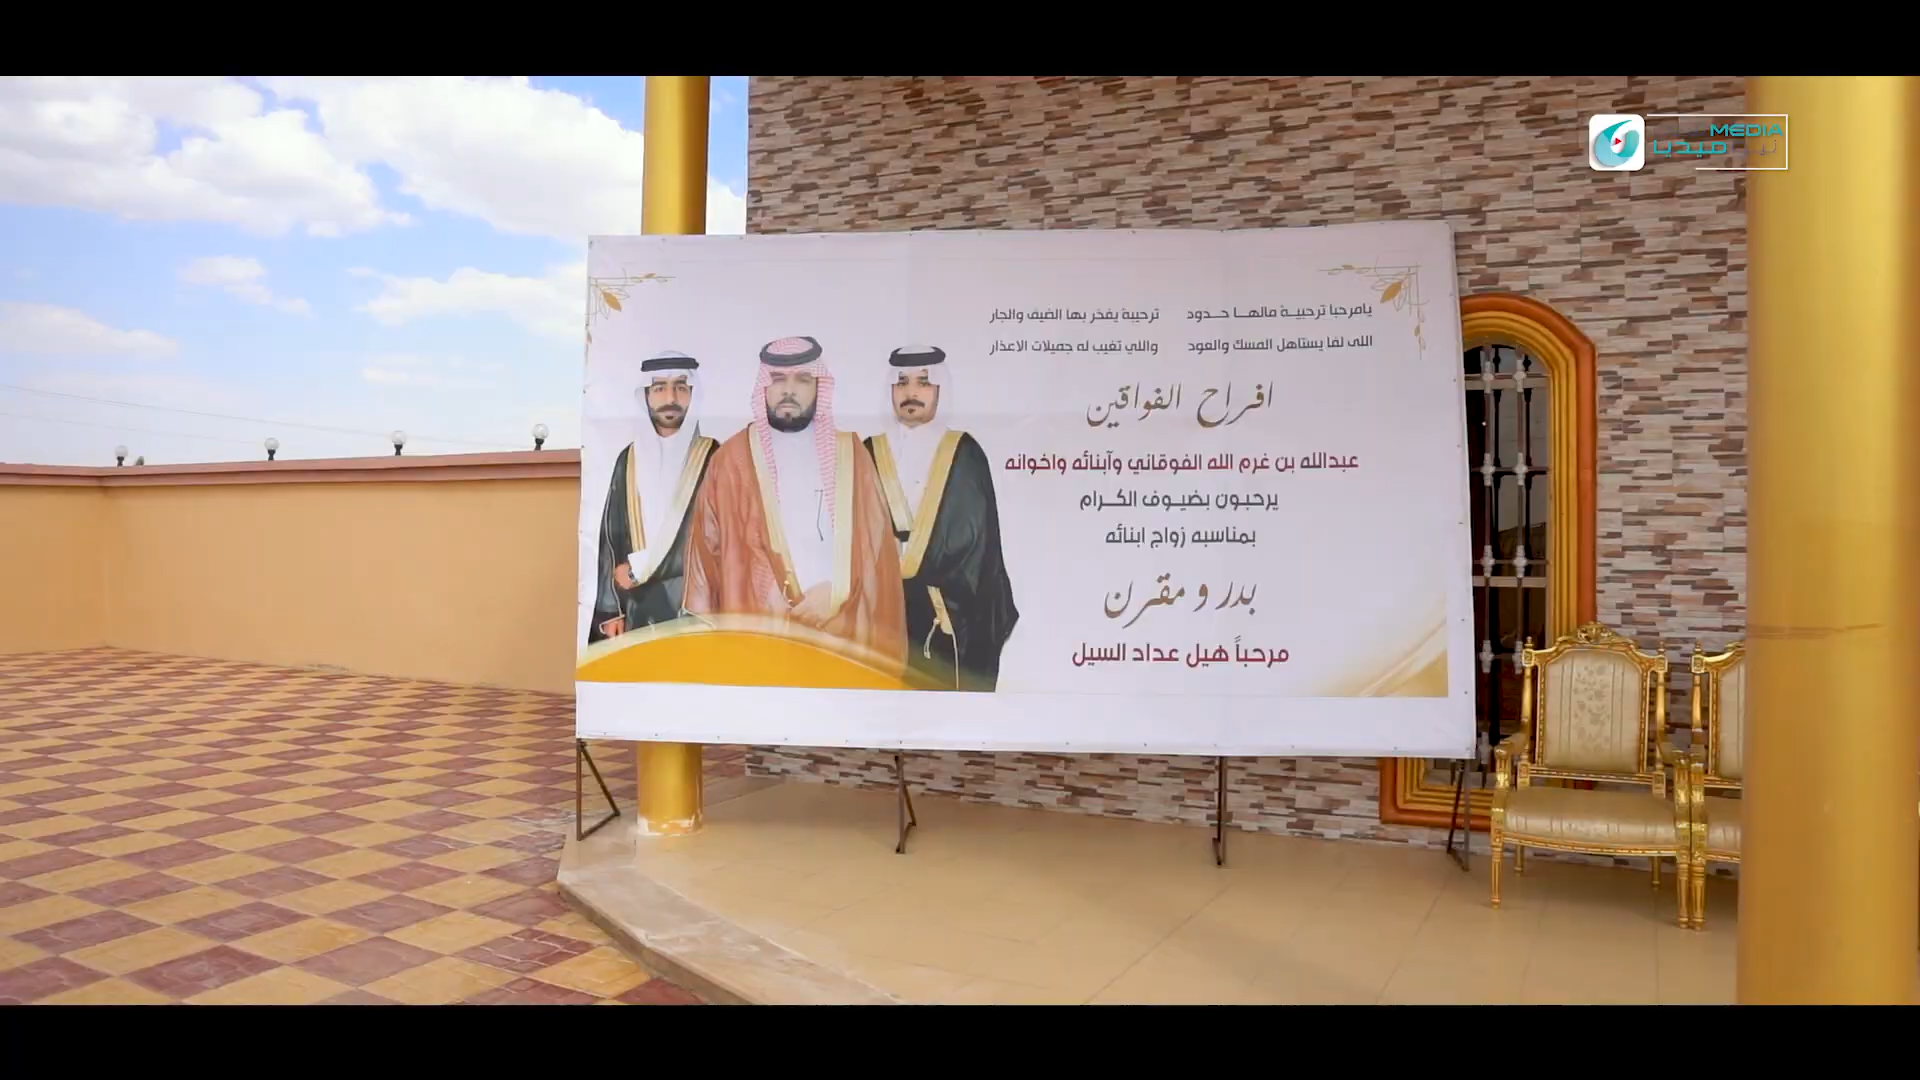 يامرحبا ترحيبة مالها حدود ترحيبة يفخر بها الضيف والجار
اللي لفا يستاهل المسك والعود واللي تغيب له جميلات الاعذار
افراح الفواقين
عبدالله بن غرم الله الفوقاني وآبنائه واخوانه
يرحبون بضيوف الكرام
بمناسبه زواج ابنائه
بدر و مقرن
مرحباً هيل عداد السيل
MEDIA
ميديا